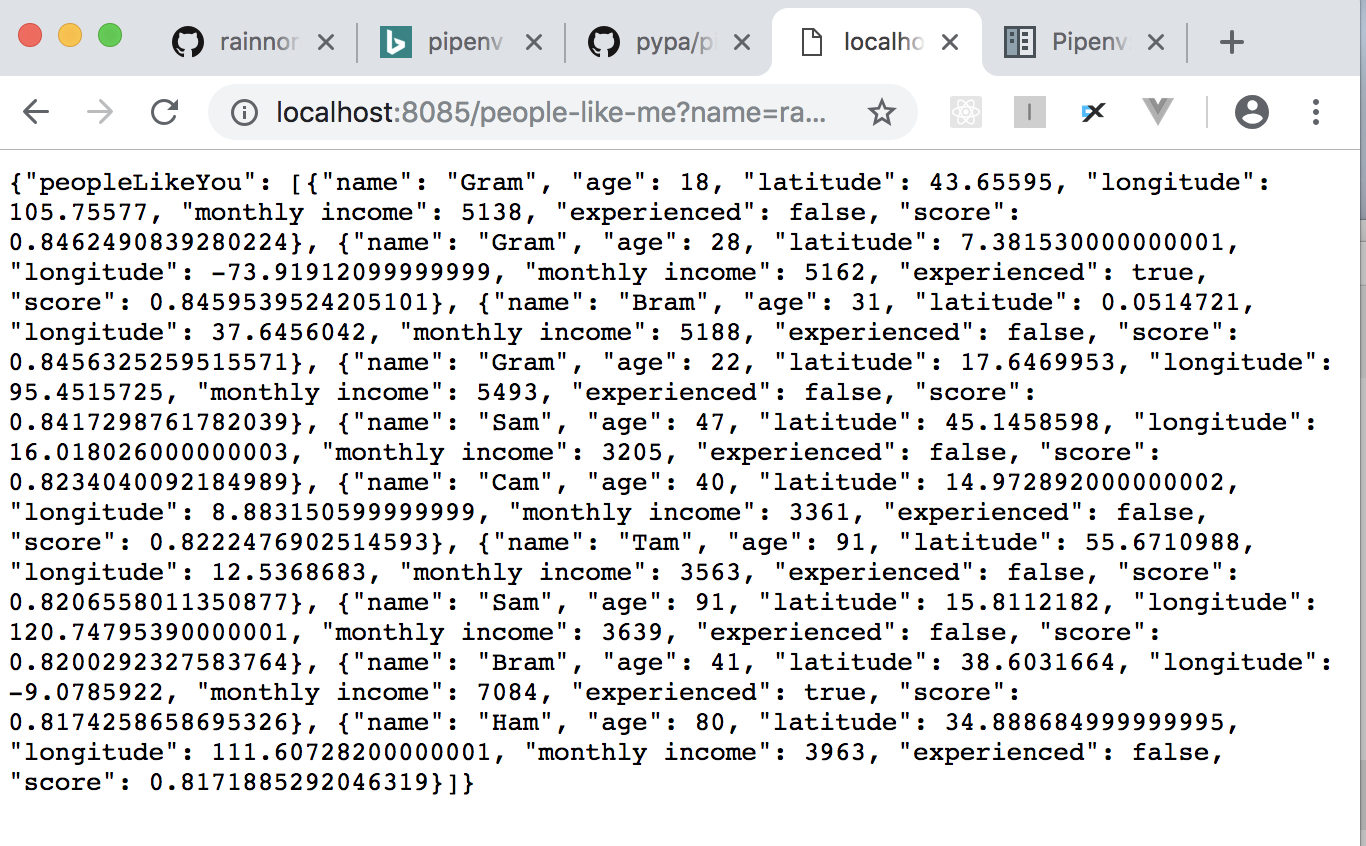 rainnor
pipenv
pypa/pi
localho
Pipenv
localhost:8085/people-like-me?name=ra...
{"peopleLikeYou": [{"name": "Gram", "age": 18, "latitude": 43.65595, "longitude":
105.75577, "monthly income": 5138, "experienced": false, "score":
0.8462490839280224}, {"name": "Gram", "age": 28, "latitude": 7.381530000000001,
"longitude": -73.91912099999999, "monthly income": 5162, "experienced": true,
"score": 0.8459539524205101}, {"name": "Bram", "age": 31, "latitude": 0.0514721,
"longitude": 37.6456042, "monthly income": 5188, "experienced": false, "score":
0.8456325259515571}, {"name": "Gram", "age": 22, "latitude": 17.6469953, "longitude":
95.4515725, "monthly income": 5493, "experienced": false, "score":
0.8417298761782039}, {"name": "Sam", "age": 47, "latitude": 45.1458598, "longitude":
16.018026000000003, "monthly income": 3205, "experienced": false, "score":
0.8234040092184989}, {"name": "Cam", "age": 40, "latitude": 14.972892000000002,
"longitude": 8.883150599999999, "monthly income": 3361, "experienced": false,
"score": 0.8222476902514593}, {"name": "Tam", "age": 91, "latitude": 55.6710988,
"longitude": 12.5368683, "monthly income": 3563, "experienced": false, "score":
0.8206558011350877}, {"name": "Sam", "age": 91, "latitude": 15.8112182, "longitude":
120.74795390000001, "monthly income": 3639, "experienced": false, "score":
0.8200292327583764}, {"name": "Bram", "age": 41, "latitude": 38.6031664, "longitude":
-9.0785922, "monthly income": 7084, "experienced": true, "score":
0.8174258658695326}, {"name": "Ham", "age": 80, "latitude": 34.888684999999995,
"longitude": 111.60728200000001, "monthly income": 3963, "experienced": false,
"score": 0.8171885292046319}]}